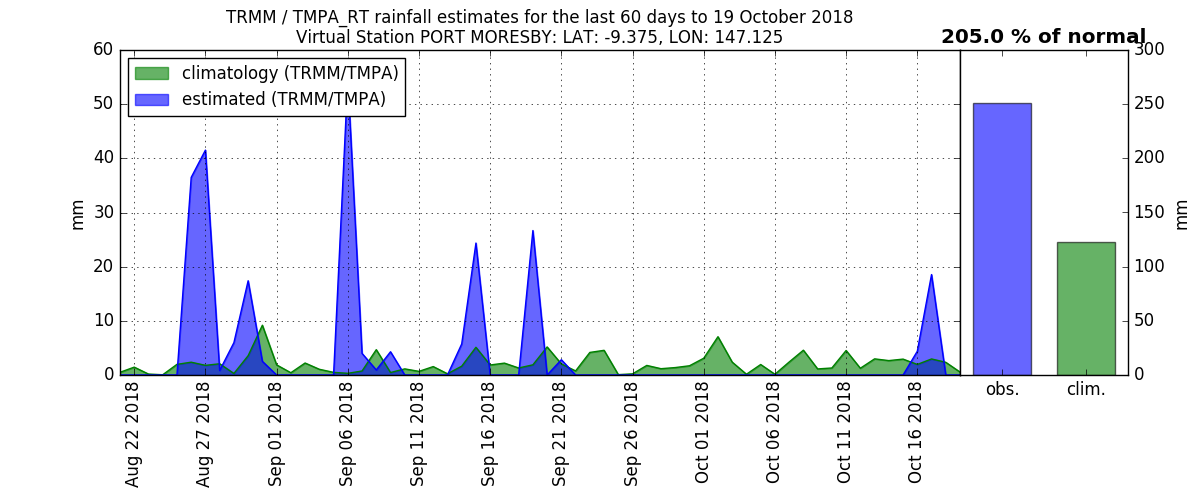 TRMM / TMPA_RT rainfall estimates for the last 60 days to 19 October 2018
Virtual Station PORT MORESBY: LAT: -9.375, LON: 147.125
205.0 % of normal
climatology (TRMM/TMPA)
estimated (TRMM/TMPA)
mm
60
50
40
30
20
10
0
300
250
200
150
100
50
0
mm
Aug 22 2018
Aug 27 2018
Sep 01 2018
Sep 06 2018
Sep 11 2018
Sep 16 2018
Sep 21 2018
Sep 26 2018
Oct 01 2018
Oct 06 2018
Oct 11 2018
Oct 16 2018
obs.
clim.